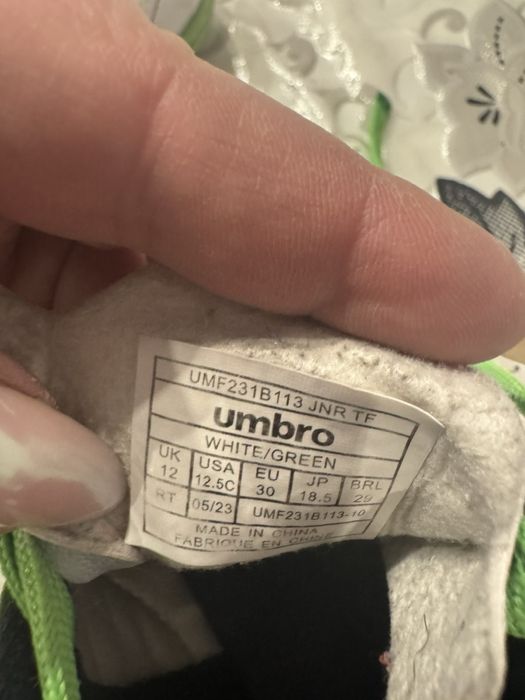 UMF231B113 JNR TF
umbro
WHITE/GREEN
UK USA EU JP BRL
12 12.5C 30 18.5 29
RT 05/23 UMF231B113-10
MADE IN CHINA
FABRIQUE EN CHINE